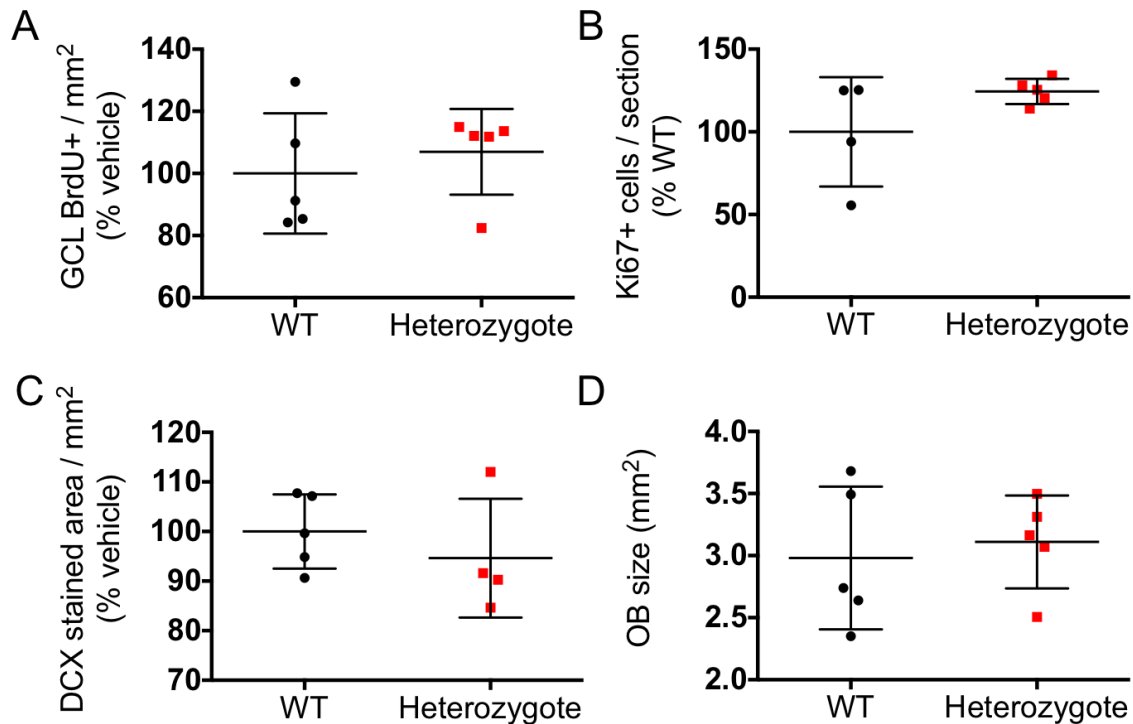 A
GCL BrdU+ / mm²
(% vehicle)
140
120
100
80
60
WT
Heterozygote
B
Ki67+ cells / section
(% WT)
150
100
50
0
WT
Heterozygote
C
DCX stained area / mm²
(% vehicle)
120
110
100
90
80
70
WT
Heterozygote
D
OB size (mm²)
4.0
3.5
3.0
2.5
2.0
WT
Heterozygote